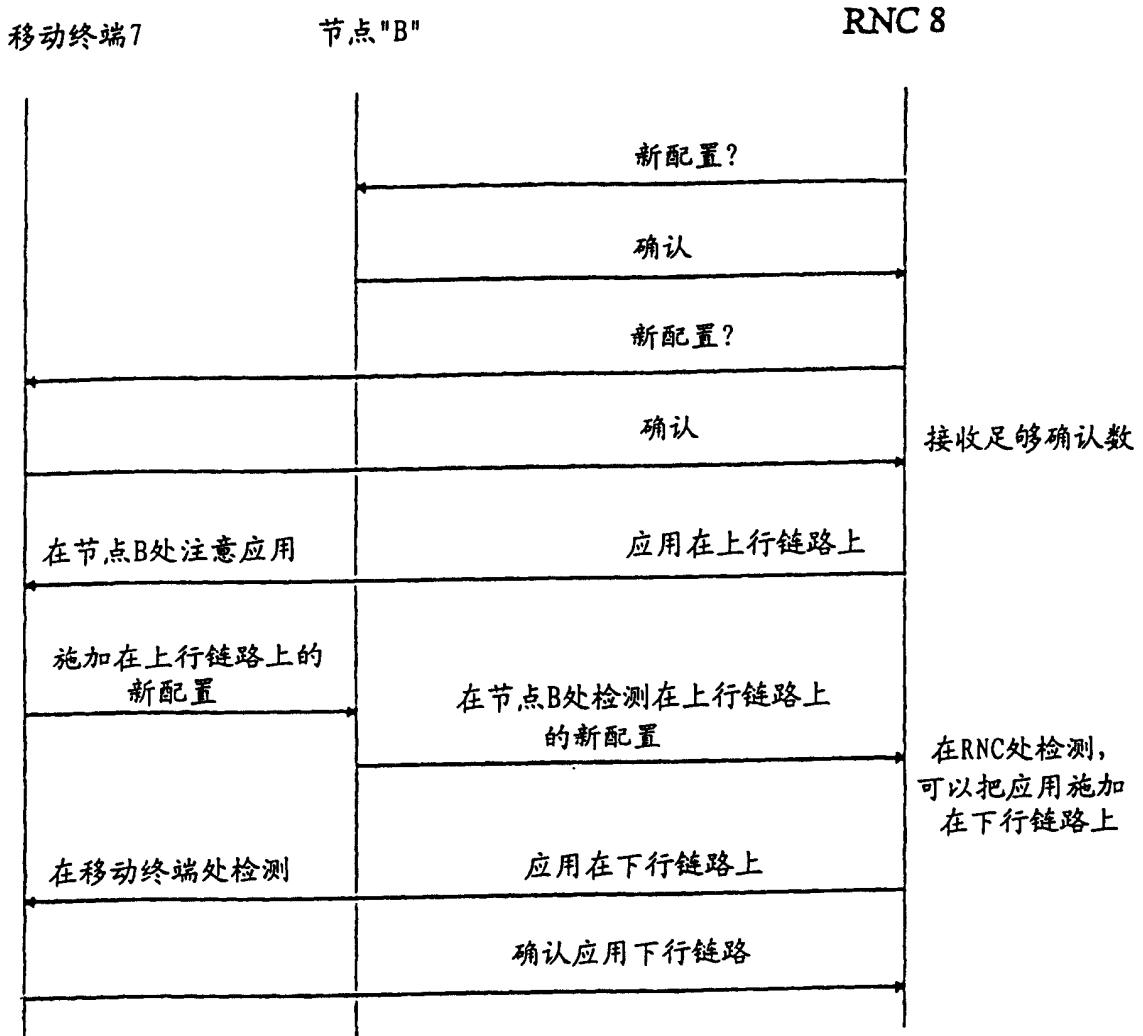 移动终端7
节点"B"
RNC 8
新配置?
确认
新配置?
确认
接收足够确认数
在节点B处注意应用
应用在上行链路上
施加在上行链路上的
新配置
在节点B处检测在上行链路上
的新配置
在RNC处检测,
可以把应用施加
在下行链路上
在移动终端处检测
应用在下行链路上
确认应用下行链路